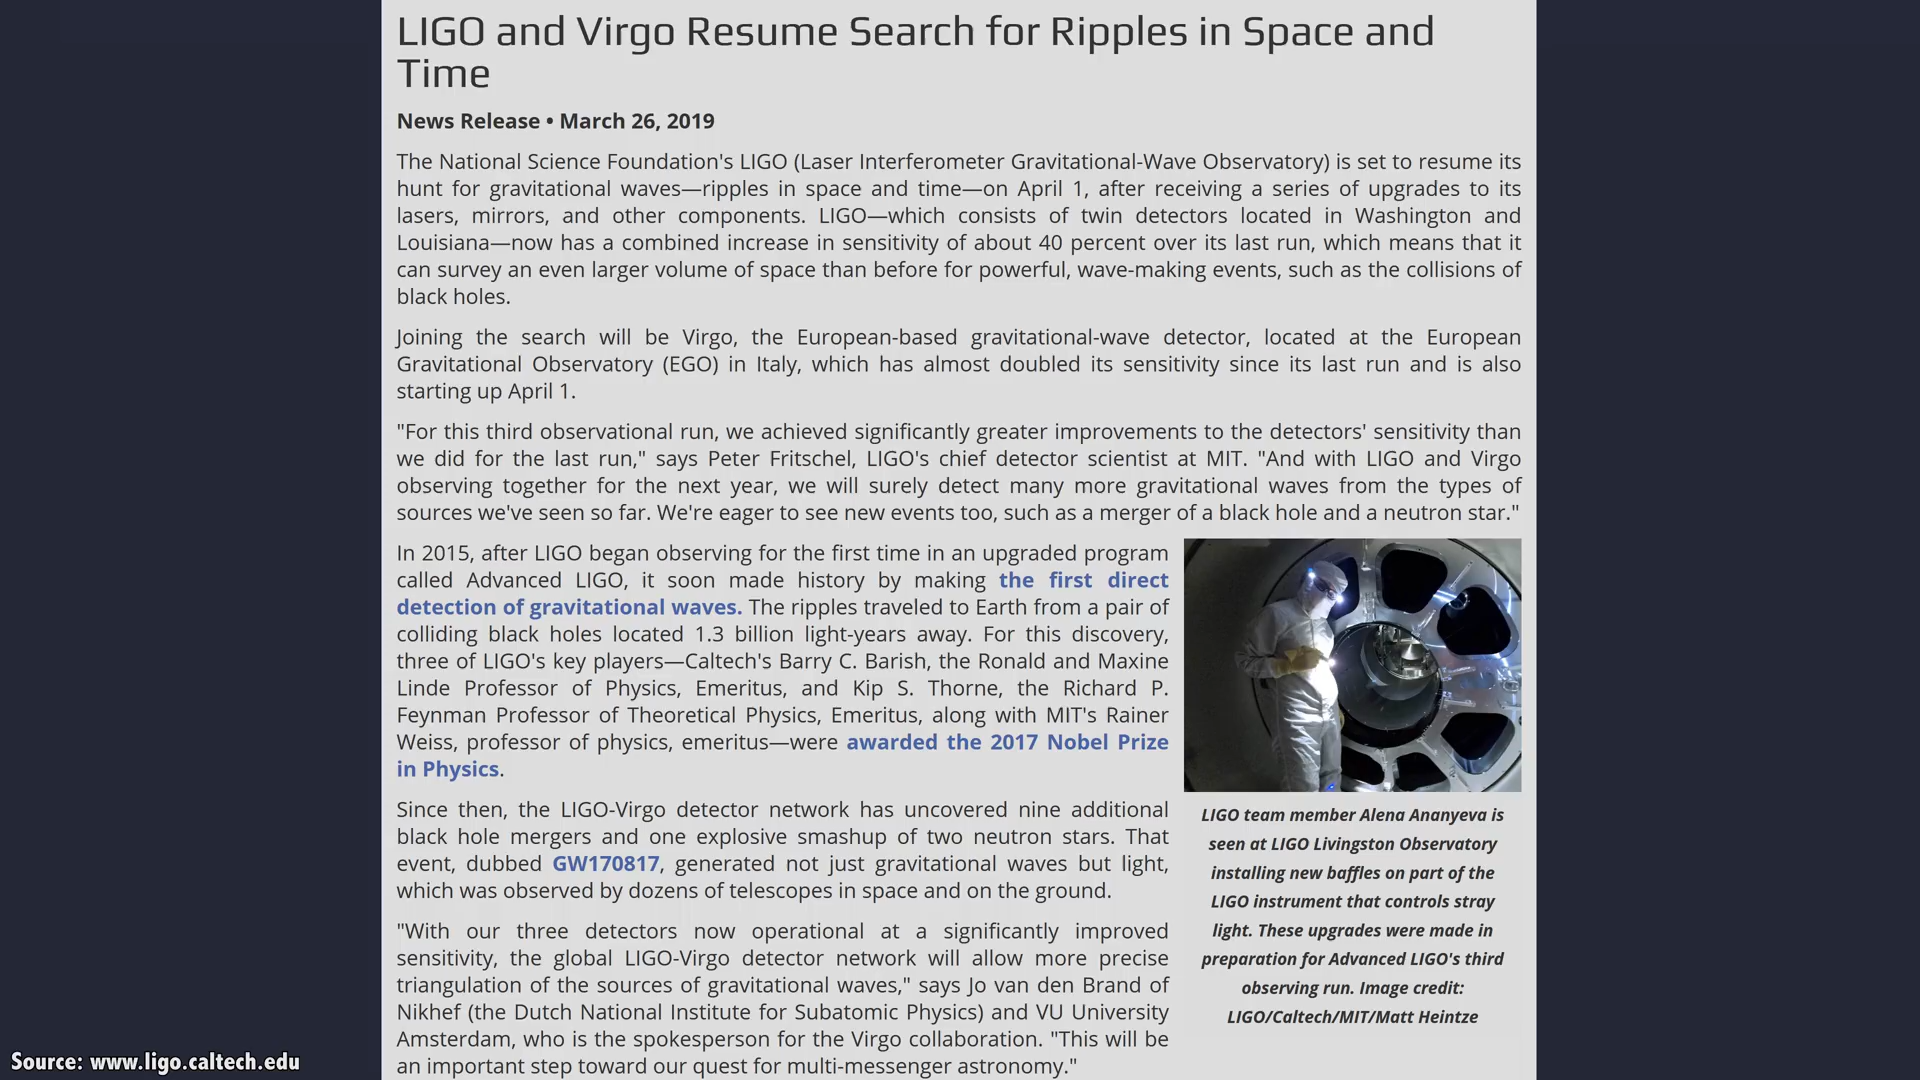 LIGO and Virgo Resume Search for Ripples in Space and
Time
News Release • March 26, 2019
The National Science Foundation's LIGO (Laser Interferometer Gravitational-Wave Observatory) is set to resume its
hunt for gravitational waves—ripples in space and time—on April 1, after receiving a series of upgrades to its
lasers, mirrors, and other components. LIGO—which consists of twin detectors located in Washington and
Louisiana—now has a combined increase in sensitivity of about 40 percent over its last run, which means that it
can survey an even larger volume of space than before for powerful, wave-making events, such as the collisions of
black holes.
Joining the search will be Virgo, the European-based gravitational-wave detector, located at the European
Gravitational Observatory (EGO) in Italy, which has almost doubled its sensitivity since its last run and is also
starting up April 1.
"For this third observational run, we achieved significantly greater improvements to the detectors' sensitivity than
we did for the last run," says Peter Fritschel, LIGO's chief detector scientist at MIT. "And with LIGO and Virgo
observing together for the next year, we will surely detect many more gravitational waves from the types of
sources we've seen so far. We're eager to see new events too, such as a merger of a black hole and a neutron star."
In 2015, after LIGO began observing for the first time in an upgraded program
called Advanced LIGO, it soon made history by making the first direct
detection of gravitational waves. The ripples traveled to Earth from a pair of
colliding black holes located 1.3 billion light-years away. For this discovery,
three of LIGO's key players—Caltech's Barry C. Barish, the Ronald and Maxine
Linde Professor of Physics, Emeritus, and Kip S. Thorne, the Richard P.
Feynman Professor of Theoretical Physics, Emeritus, along with MIT's Rainer
Weiss, professor of physics, emeritus—were awarded the 2017 Nobel Prize
in Physics.
Since then, the LIGO-Virgo detector network has uncovered nine additional
black hole mergers and one explosive smashup of two neutron stars. That
event, dubbed GW170817, generated not just gravitational waves but light,
which was observed by dozens of telescopes in space and on the ground.
"With our three detectors now operational at a significantly improved
sensitivity, the global LIGO-Virgo detector network will allow more precise
triangulation of the sources of gravitational waves," says Jo van den Brand of
Nikhef (the Dutch National Institute for Subatomic Physics) and VU University
Amsterdam, who is the spokesperson for the Virgo collaboration. "This will be
an important step toward our quest for multi-messenger astronomy."
LIGO team member Alena Ananyeva is
seen at LIGO Livingston Observatory
installing new baffles on part of the
LIGO instrument that controls stray
light. These upgrades were made in
preparation for Advanced LIGO's third
observing run. Image credit:
LIGO/Caltech/MIT/Matt Heintze
Source: www.ligo.caltech.edu